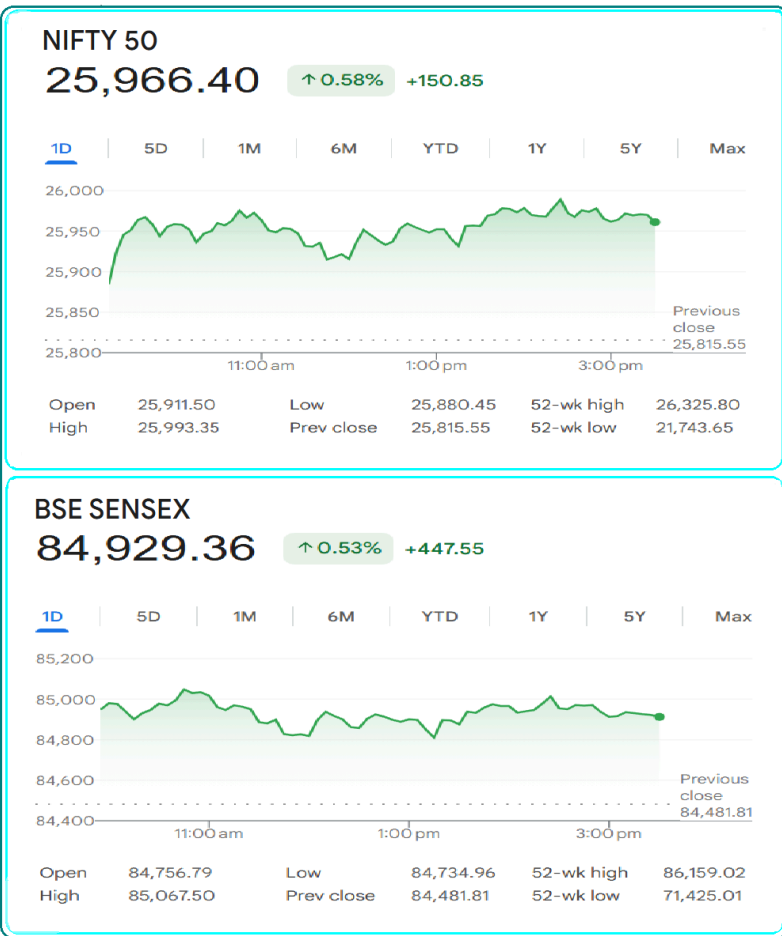 NIFTY 50
25,966.40 ↑ 0.58% +150.85
1D 5D 1M 6M YTD 1Y 5Y Max
26,000
25,950
25,900
25,850
Previous
close
25,815.55
25,800
11:00 am 1:00 pm 3:00 pm
Open 25,911.50 Low 25,880.45 52-wk high 26,325.80
High 25,993.35 Prev close 25,815.55 52-wk low 21,743.65
BSE SENSEX
84,929.36 ↑ 0.53% +447.55
1D 5D 1M 6M YTD 1Y 5Y Max
85,200
85,000
84,800
84,600
Previous
close
84,481.81
84,400
11:00 am 1:00 pm 3:00 pm
Open 84,756.79 Low 84,734.96 52-wk high 86,159.02
High 85,067.50 Prev close 84,481.81 52-wk low 71,425.01